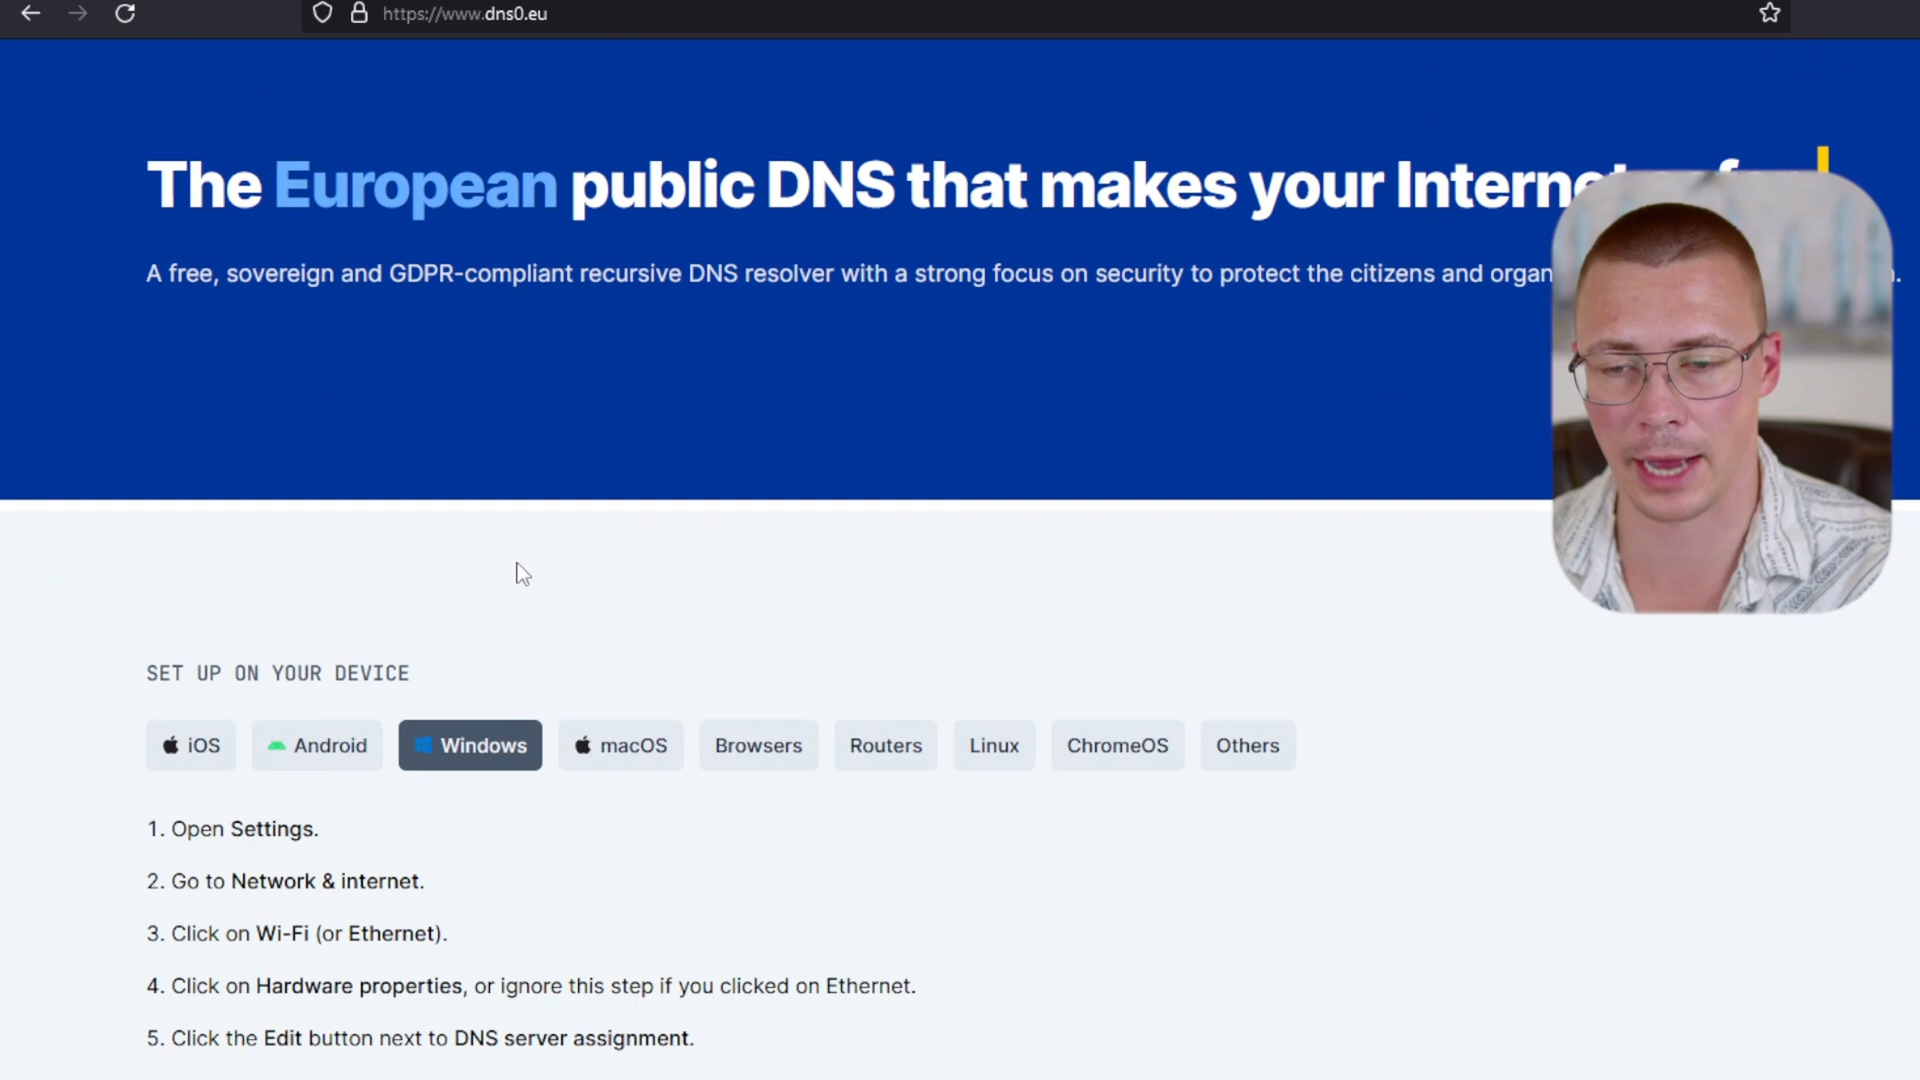 https://www.dns0.eu
The European public DNS that makes your Internet
A free, sovereign and GDPR-compliant recursive DNS resolver with a strong focus on security to protect the citizens and
SET UP ON YOUR DEVICE
iOS
Android
Windows
macOS
Browsers
Routers
Linux
ChromeOS
Others
1. Open Settings.
2. Go to Network & internet.
3. Click on Wi-Fi (or Ethernet).
4. Click on Hardware properties, or ignore this step if you clicked on Ethernet.
5. Click the Edit button next to DNS server assignment.